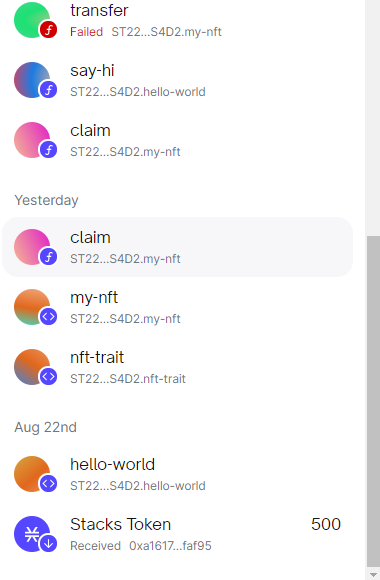 transfer
Failed ST22...S4D2.my-nft
say-hi
ST22...S4D2.hello-world
claim
ST22...S4D2.my-nft
Yesterday
claim
ST22...S4D2.my-nft
my-nft
ST22...S4D2.my-nft
nft-trait
ST22...S4D2.nft-trait
Aug 22nd
hello-world
ST22...S4D2.hello-world
Stacks Token 500
Received 0xa1617...faf95